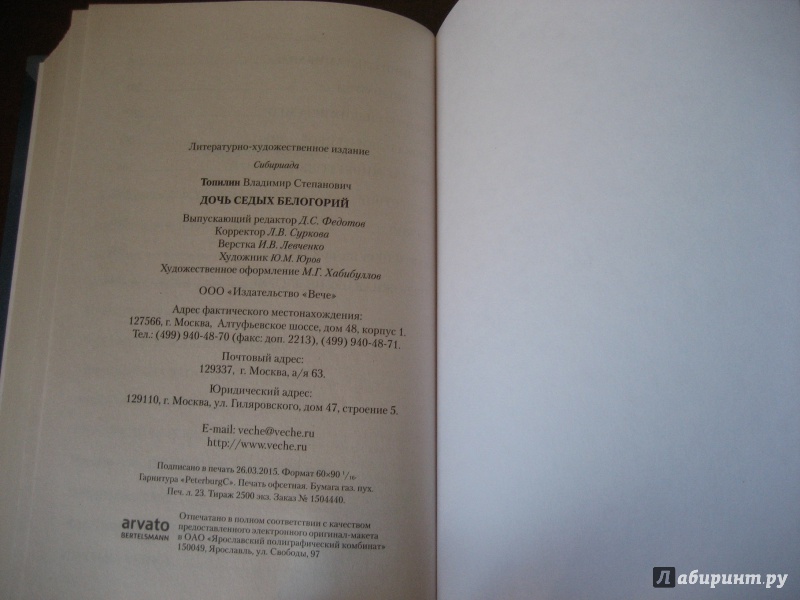 Литературно-художественное издание
Сибириада
Топилин Владимир Степанович
ДОЧЬ СЕДЫХ БЕЛОГОРИЙ
Выпускающий редактор Д.С. Федотов
Корректор Л.В. Суркова
Верстка И.В. Левченко
Художник Ю.М. Юров
Художественное оформление М.Г. Хабибуллов
ООО «Издательство «Вече»
Адрес фактического местонахождения:
127566, г. Москва, Алтуфьевское шоссе, дом 48, корпус 1.
Тел.: (499) 940-48-70 (факс: доп. 2213), (499) 940-48-71.
Почтовый адрес:
129337, г. Москва, а/я 63.
Юридический адрес:
129110, г. Москва, ул. Гиляровского, дом 47, строение 5.
E-mail: veche@veche.ru
http://www.veche.ru
Подписано в печать 26.03.2015. Формат 60×90 1/16
Гарнитура «PeterburgC». Печать офсетная. Бумага газ. пух.
Печ. л. 23. Тираж 2500 экз. Заказ № 1504440.
arvato
BERTELSMANN
Отпечатано в полном соответствии с качеством
предоставленного электронного оригинал-макета
в ОАО «Ярославский полиграфический комбинат»
150049, Ярославль, ул. Свободы, 97
Лабиринт.ру